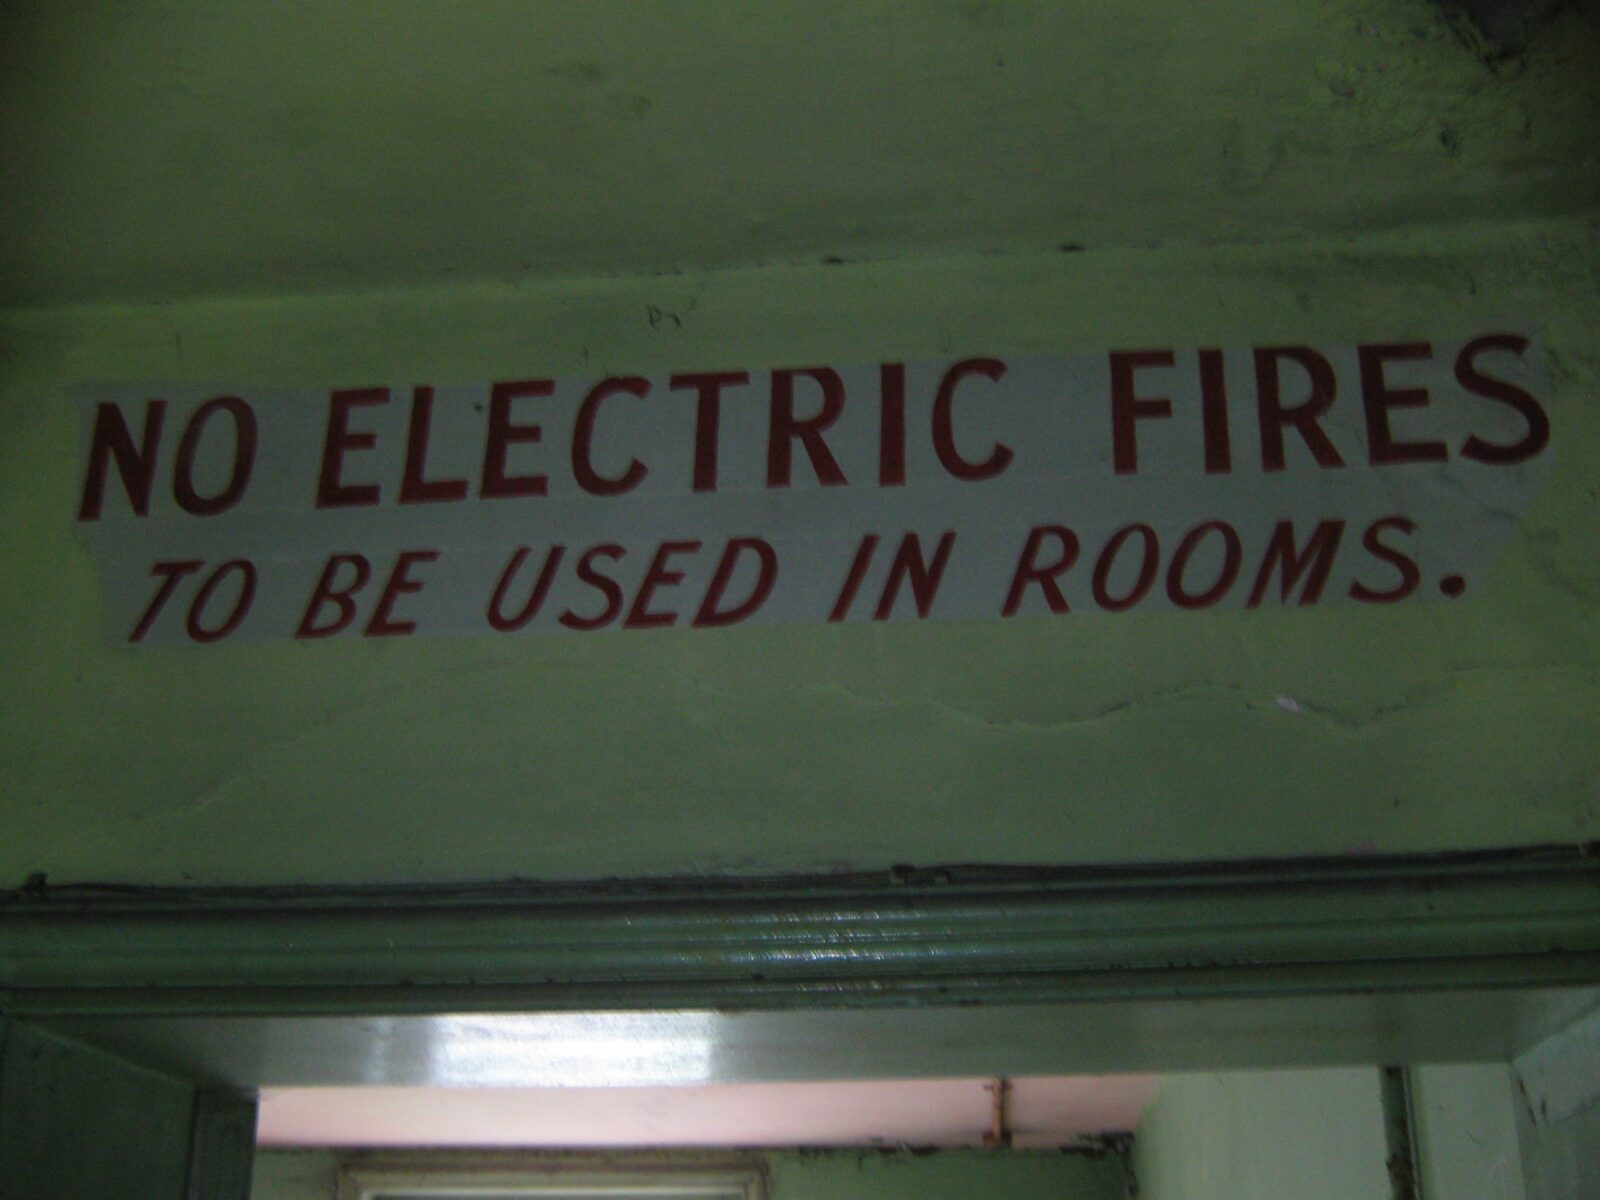 NO ELECTRIC FIRES
TO BE USED IN ROOMS.